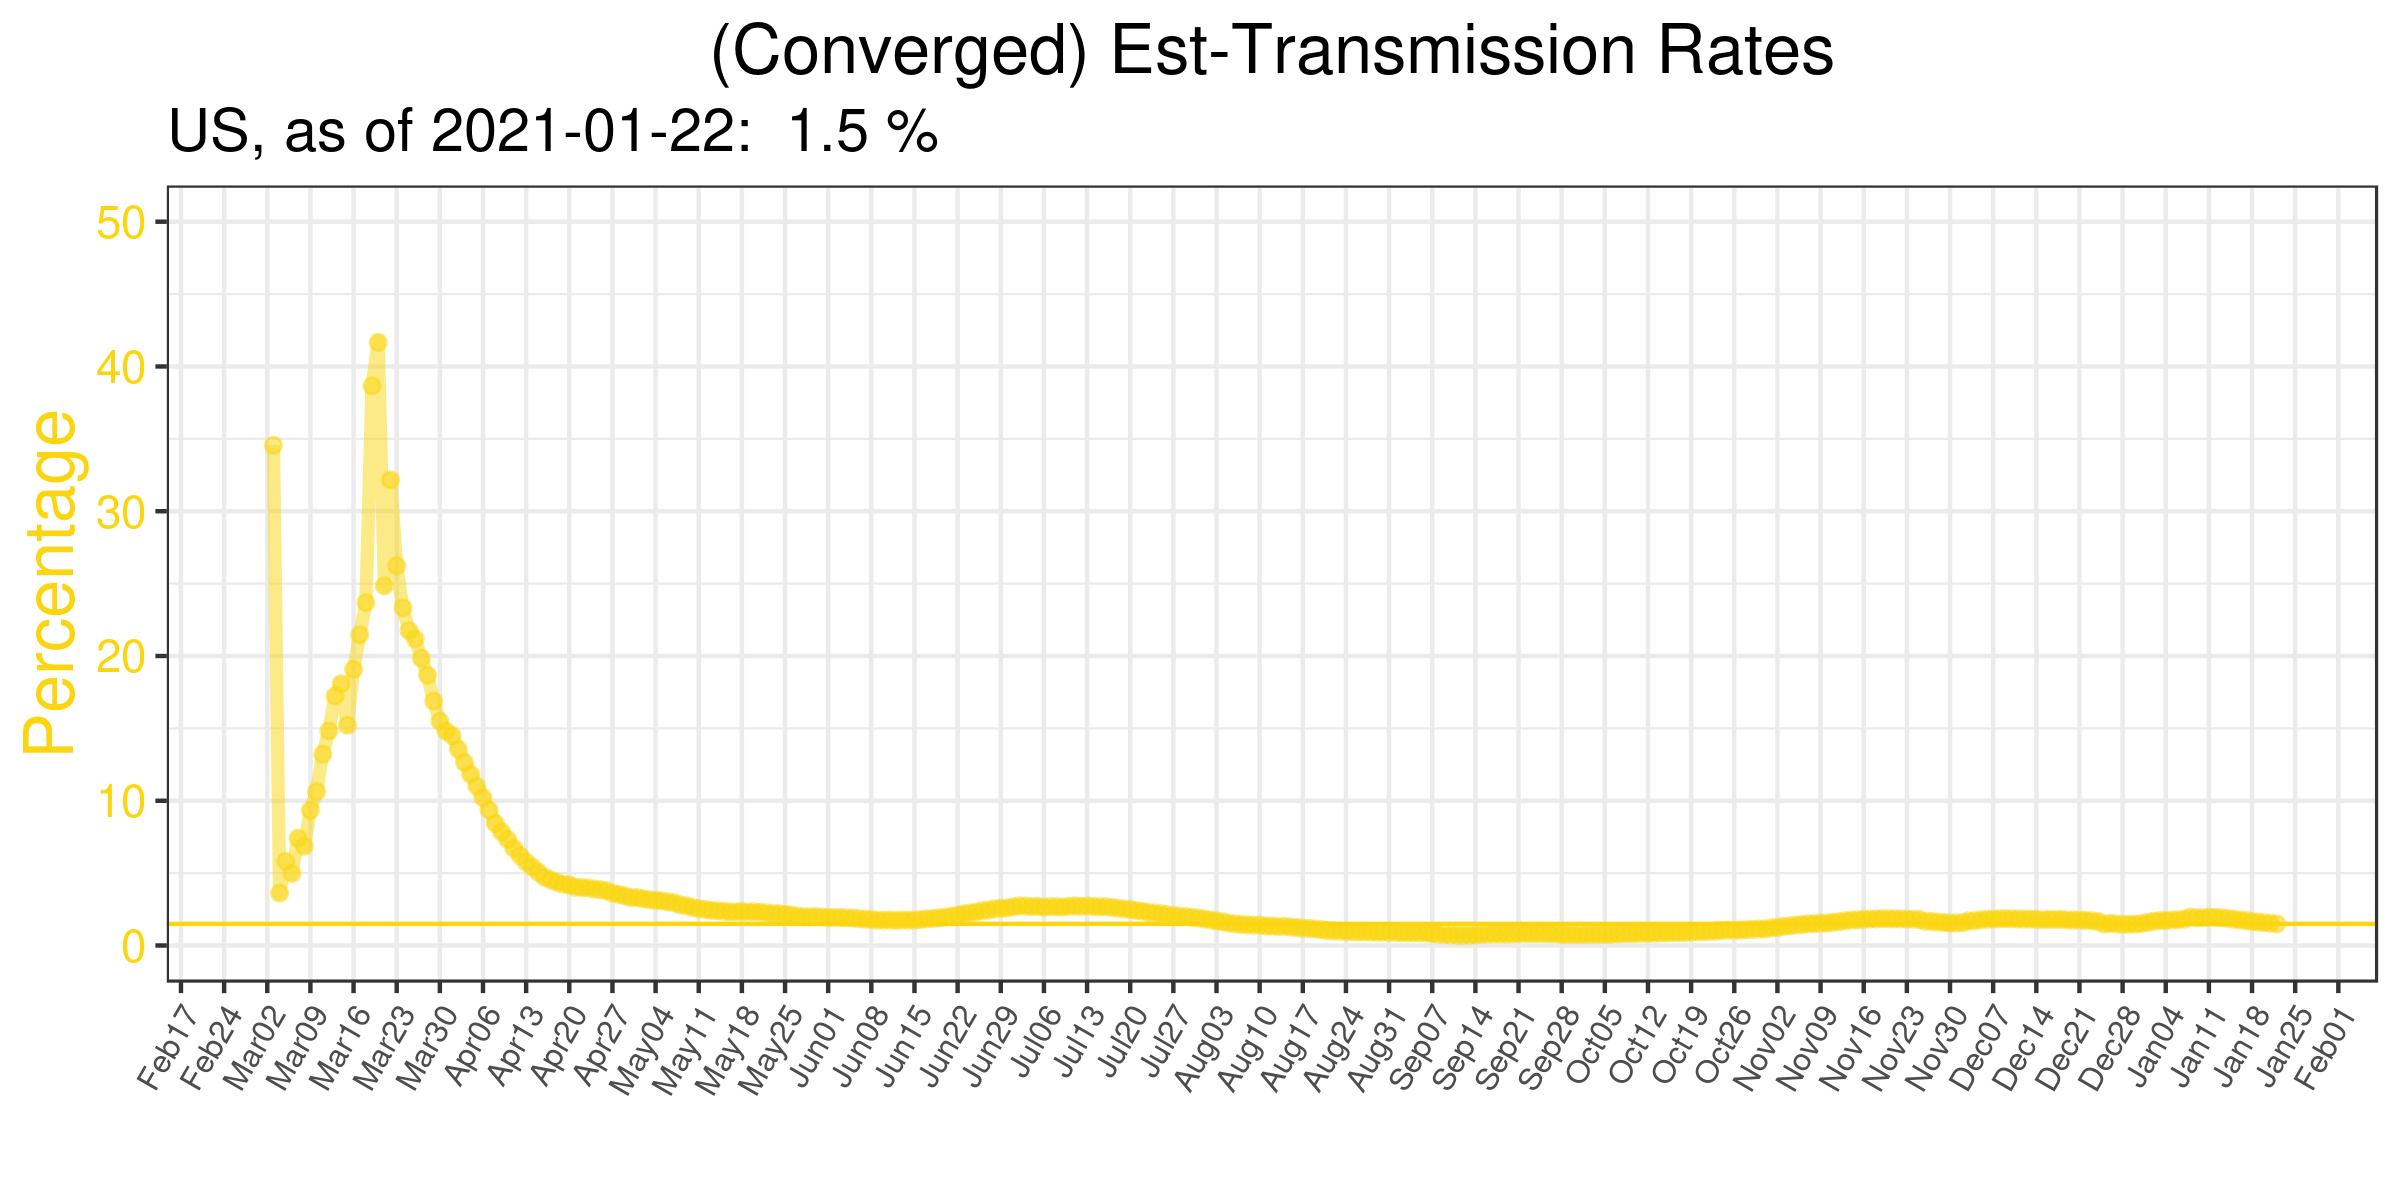 (Converged) Est-Transmission Rates
US, as of 2021-01-22:  1.5 %
Percentage
50
40
30
20
10
0
Feb17
Feb24
Mar02
Mar09
Mar16
Mar23
Mar30
Apr06
Apr13
Apr20
Apr27
May04
May11
May18
May25
Jun01
Jun08
Jun15
Jun22
Jun29
Jul06
Jul13
Jul20
Jul27
Aug03
Aug10
Aug17
Aug24
Aug31
Sep07
Sep14
Sep21
Sep28
Oct05
Oct12
Oct19
Oct26
Nov02
Nov09
Nov16
Nov23
Nov30
Dec07
Dec14
Dec21
Dec28
Jan04
Jan11
Jan18
Jan25
Feb01